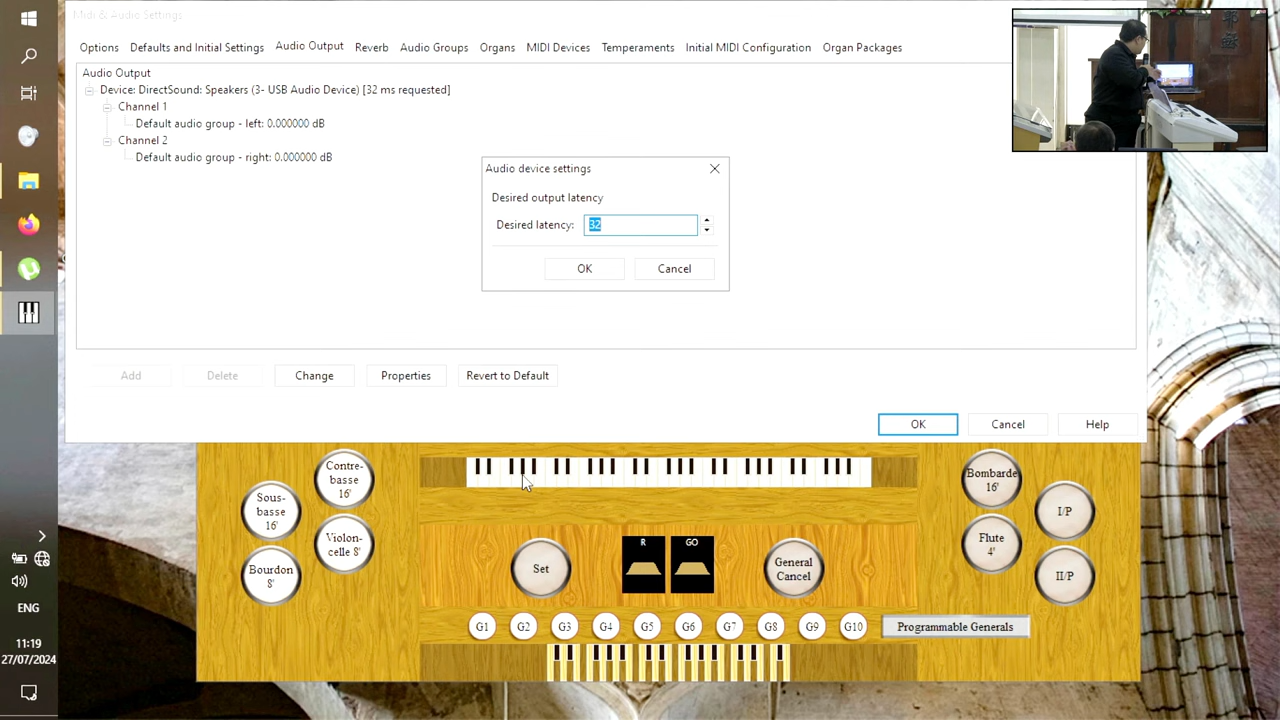 Midi & Audio Settings
Options Defaults and Initial Settings Audio Output Reverb Audio Groups Organs MIDI Devices Temperaments Initial MIDI Configuration Organ Packages
Audio Output
Device: DirectSound: Speakers (3- USB Audio Device) [32 ms requested]
Channel 1
Default audio group - left: 0.000000 dB
Channel 2
Default audio group - right: 0.000000 dB
Audio device settings
Desired output latency
Desired latency: 32
OK Cancel
Add Delete Change Properties Revert to Default
OK Cancel Help
Contre-
basse
16'
Sous-
basse
16'
Violon-
celle 8'
Bourdon
8'
Set
R GO
General
Cancel
Bombarde
16'
I/P
Flute
4'
II/P
G1 G2 G3 G4 G5 G6 G7 G8 G9 G10 Programmable Generals
ENG
11:19
27/07/2024